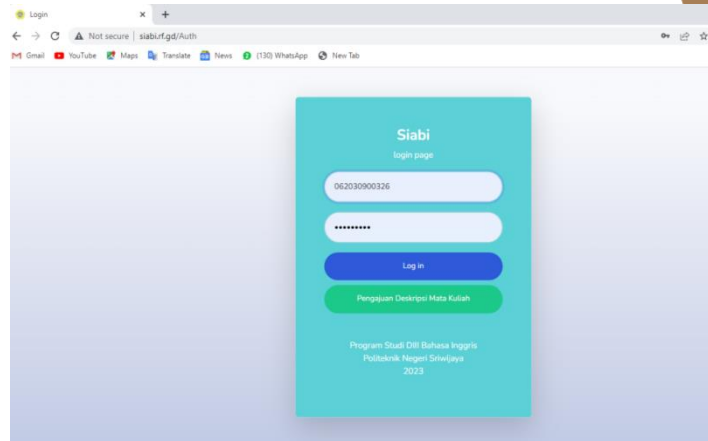 Login
Not secure | siabi.rf.gd/Auth
Gmail YouTube Maps Translate News (130) WhatsApp New Tab
Siabi
login page
062030900326
•••••••••
Log in
Pengajuan Deskripsi Mata Kuliah
Program Studi DIII Bahasa Inggris
Politeknik Negeri Sriwijaya
2023